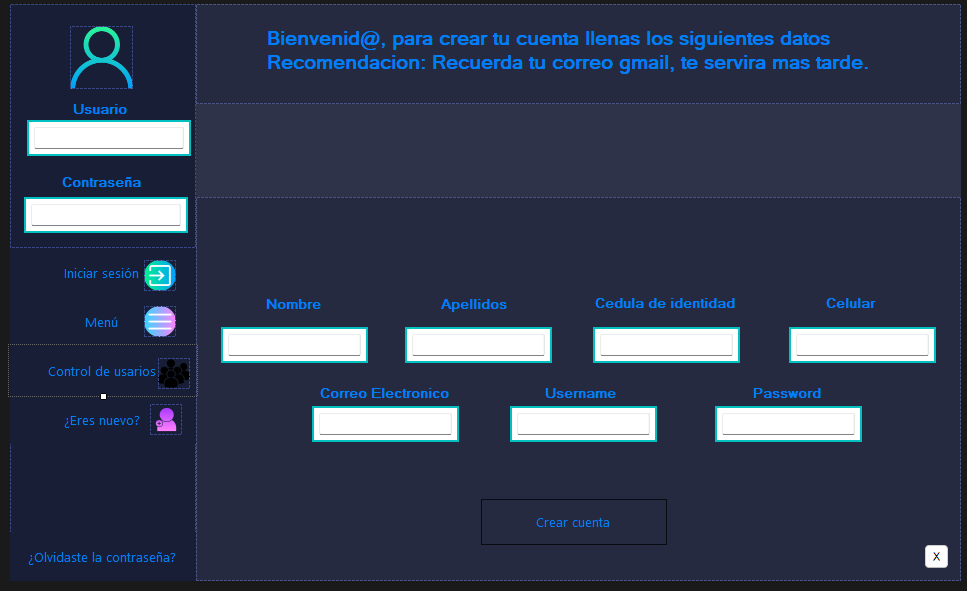 Bienvenid@, para crear tu cuenta llenas los siguientes datos
Recomendacion: Recuerda tu correo gmail, te servira mas tarde.
Usuario
Contraseña
Iniciar sesión
Menú
Control de usarios
¿Eres nuevo?
¿Olvidaste la contraseña?
Nombre
Apellidos
Cedula de identidad
Celular
Correo Electronico
Username
Password
Crear cuenta
X